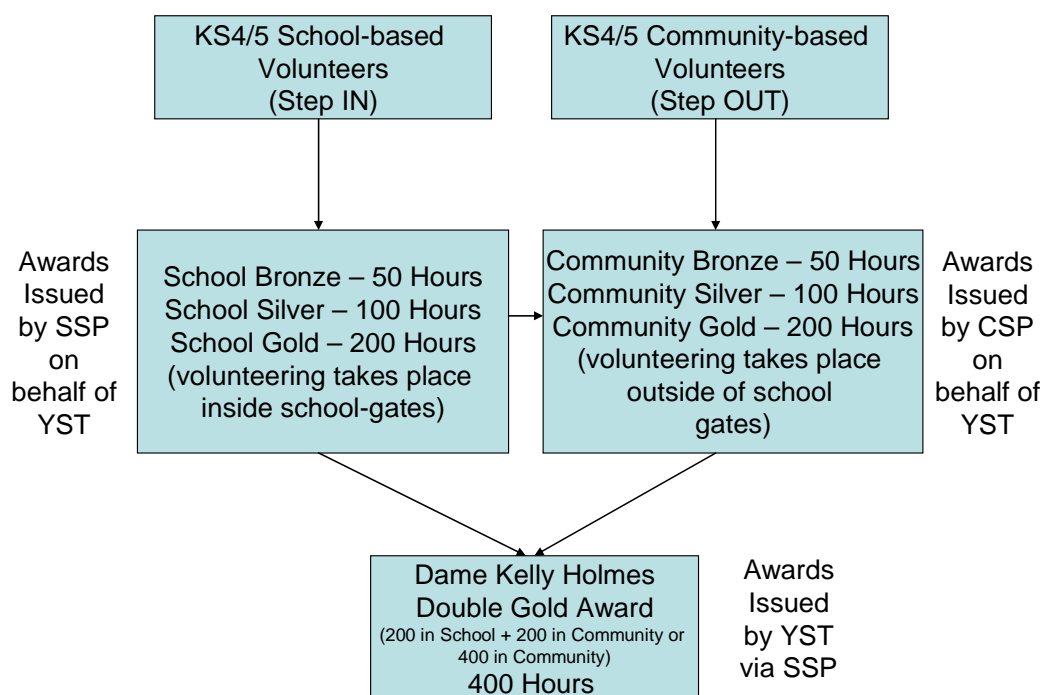 KS4/5 School-based
Volunteers
(Step IN)
KS4/5 Community-based
Volunteers
(Step OUT)
Awards
Issued
by SSP
on
behalf of
YST
School Bronze – 50 Hours
School Silver – 100 Hours
School Gold – 200 Hours
(volunteering takes place
inside school-gates)
Community Bronze – 50 Hours
Community Silver – 100 Hours
Community Gold – 200 Hours
(volunteering takes place
outside of school
gates)
Awards
Issued
by CSP
on
behalf of
YST
Dame Kelly Holmes
Double Gold Award
(200 in School + 200 in Community or
400 in Community)
400 Hours
Awards
Issued
by YST
via SSP